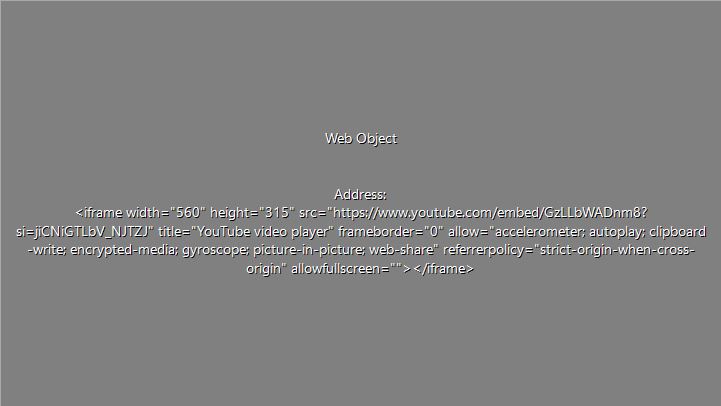 Web Object
Address:
<iframe width="560" height="315" src="https://www.youtube.com/embed/GzLLbWADnm8?
si=jiCNiGTLbV_NJTZJ" title="YouTube video player" frameborder="0" allow="accelerometer; autoplay; clipboard
-write; encrypted-media; gyroscope; picture-in-picture; web-share" referrerpolicy="strict-origin-when-cross-
origin" allowfullscreen=""></iframe>